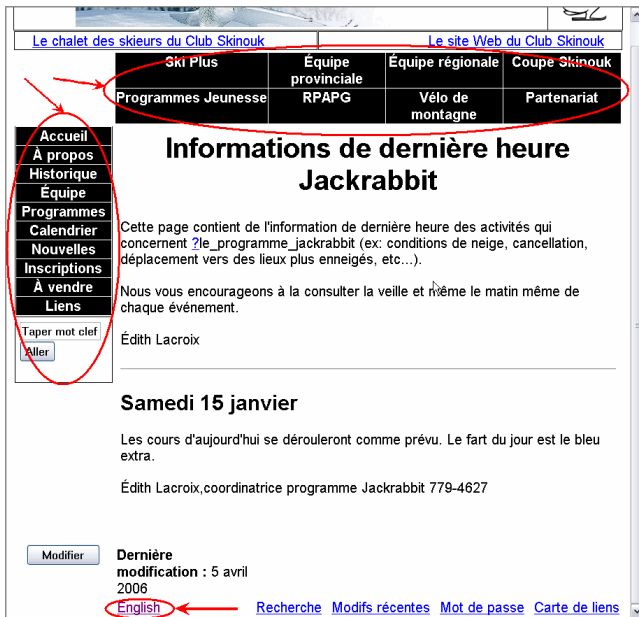 Le chalet des skieurs du Club Skinouk
Le site Web du Club Skinouk
Ski Plus
Équipe provinciale
Équipe régionale
Coupe Skinouk
Programmes Jeunesse
RPAPG
Vélo de montagne
Partenariat
Accueil
À propos
Historique
Équipe
Programmes
Calendrier
Nouvelles
Inscriptions
À vendre
Liens
Taper mot clef
Aller
Informations de dernière heure
Jackrabbit
Cette page contient de l'information de dernière heure des activités qui
concernent ?le_programme_jackrabbit (ex: conditions de neige, cancellation,
déplacement vers des lieux plus enneigés, etc...).
Nous vous encourageons à la consulter la veille et même le matin même de
chaque événement.
Édith Lacroix
Samedi 15 janvier
Les cours d'aujourd'hui se dérouleront comme prévu. Le fart du jour est le bleu
extra.
Édith Lacroix,coordinatrice programme Jackrabbit 779-4627
Modifier
Dernière
modification : 5 avril
2006
English
Recherche Modifs récentes Mot de passe Carte de liens